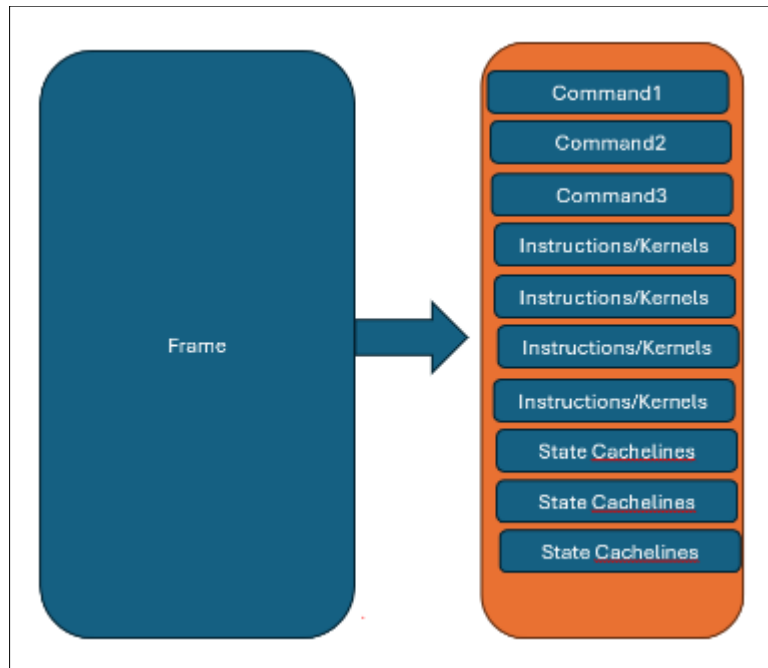 Frame
Command1
Command2
Command3
Instructions/Kernels
Instructions/Kernels
Instructions/Kernels
Instructions/Kernels
State Cachelines
State Cachelines
State Cachelines